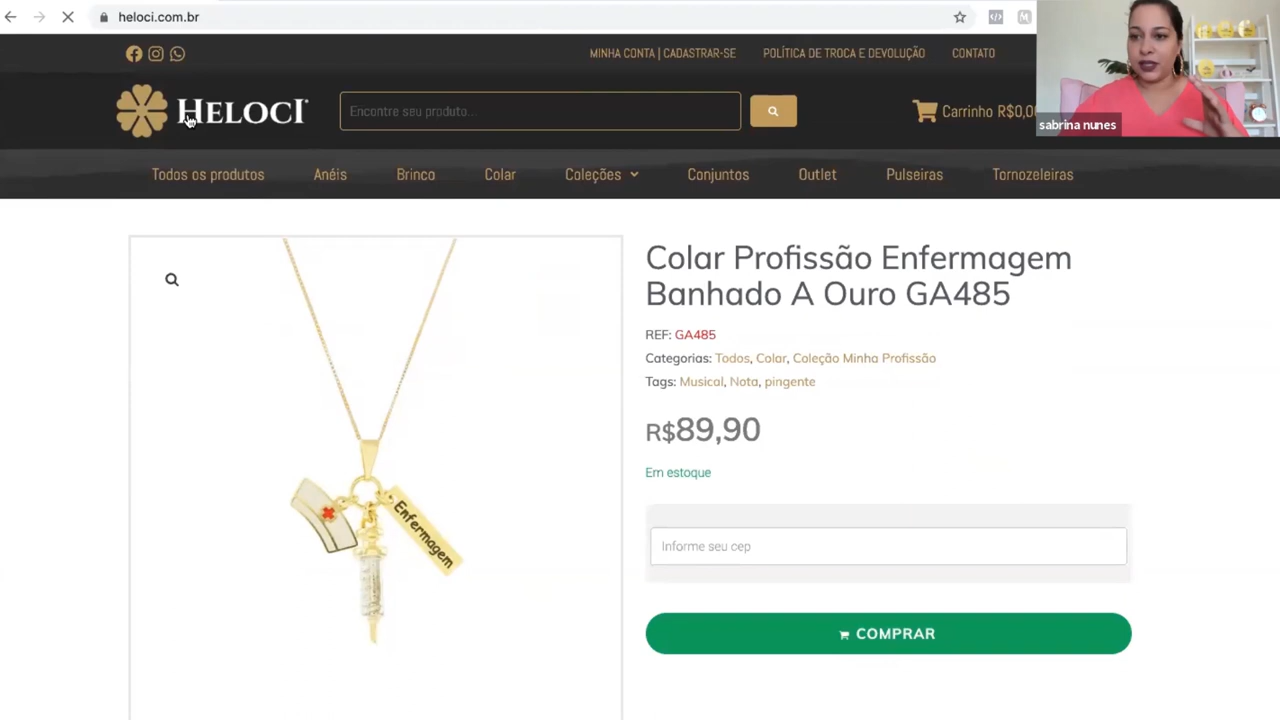 heloci.com.br
MINHA CONTA | CADASTRAR-SE
POLÍTICA DE TROCA E DEVOLUÇÃO
CONTATO
HELOCI
Encontre seu produto...
Carrinho R$0,00
sabrina nunes
Todos os produtos
Anéis
Brinco
Colar
Coleções
Conjuntos
Outlet
Pulseiras
Tornozeleiras
Colar Profissão Enfermagem
Banhado A Ouro GA485
REF: GA485
Categorias: Todos, Colar, Coleção Minha Profissão
Tags: Musical, Nota, pingente
R$89,90
Em estoque
Enfermagem
Informe seu cep
COMPRAR